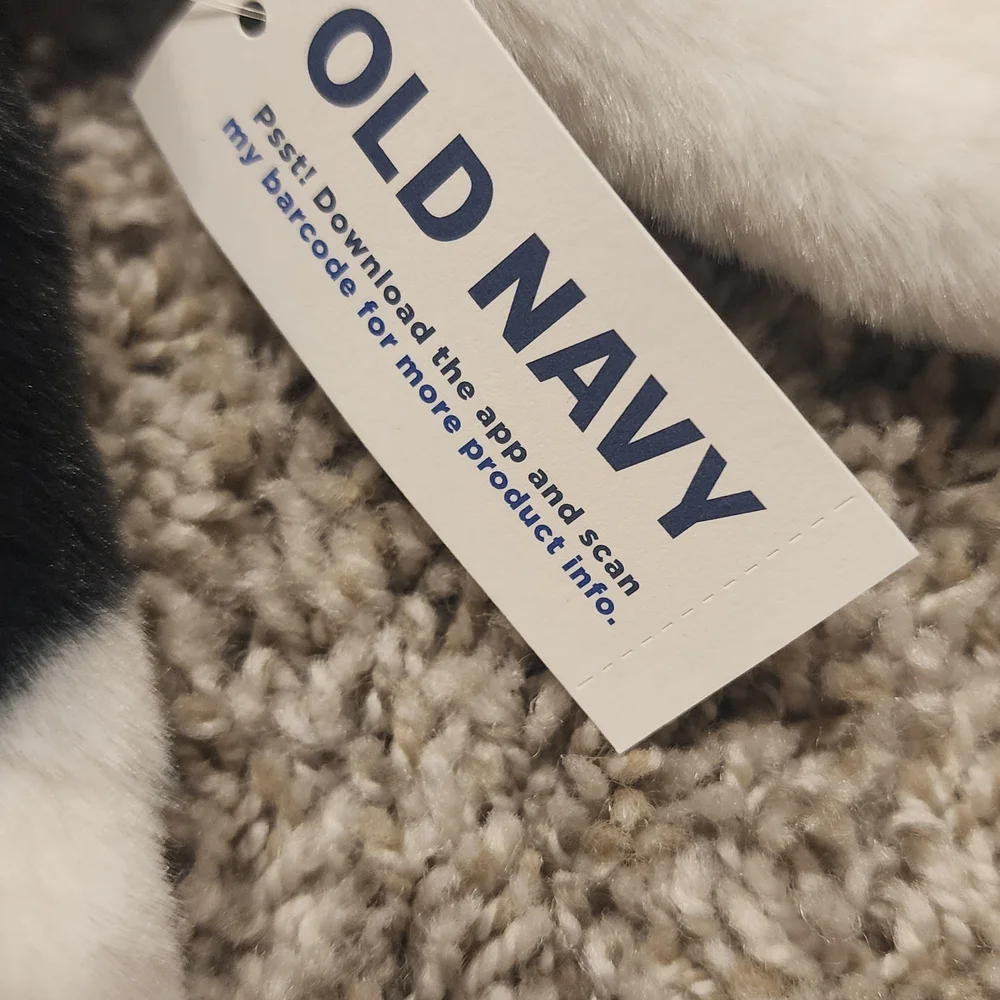 OLD NAVY
Psst! Download the app and scan
my barcode for more product info.